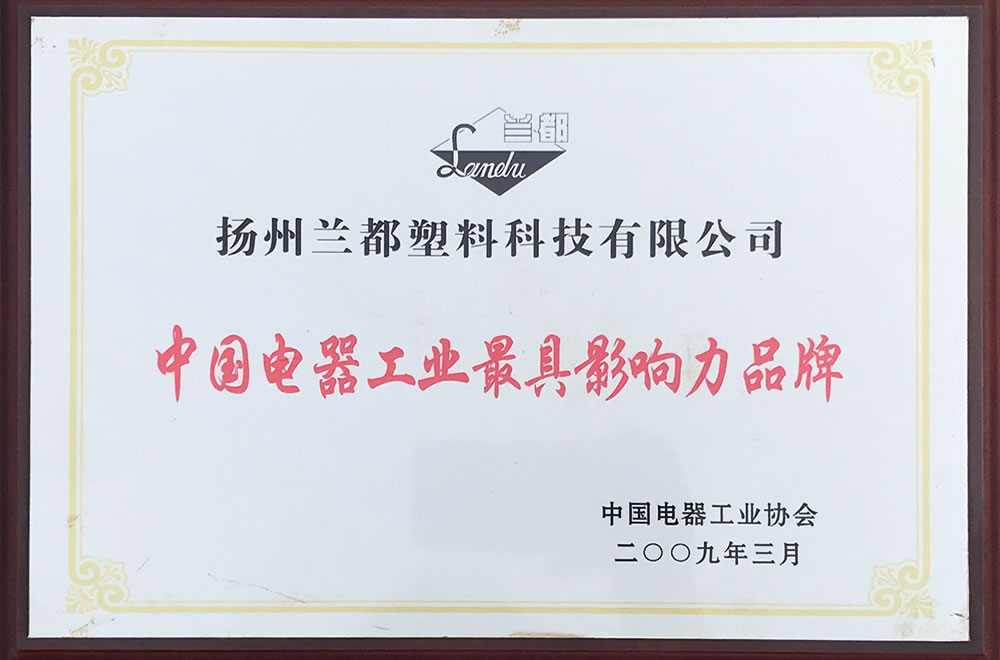 兰都
Landu
扬州兰都塑料科技有限公司
中国电器工业最具影响力品牌
中国电器工业协会
二〇〇九年三月